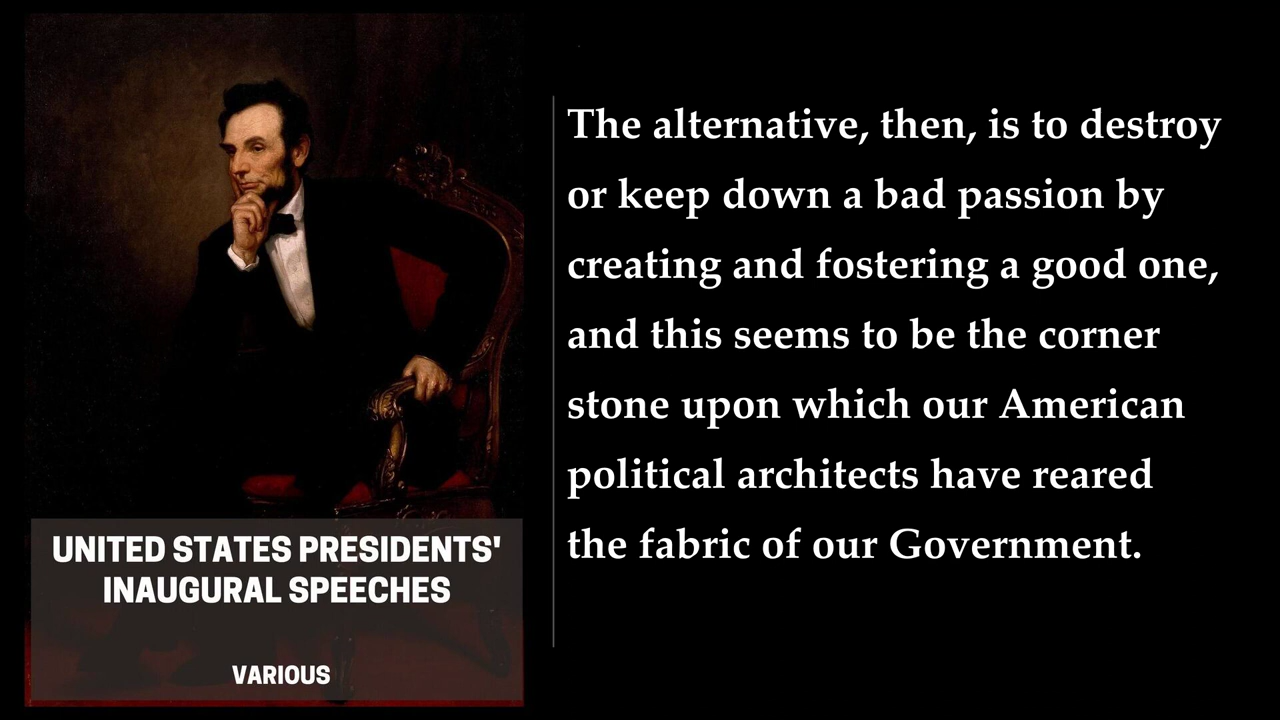 The alternative, then, is to destroy
or keep down a bad passion by
creating and fostering a good one,
and this seems to be the corner
stone upon which our American
political architects have reared
the fabric of our Government.
UNITED STATES PRESIDENTS'
INAUGURAL SPEECHES
VARIOUS